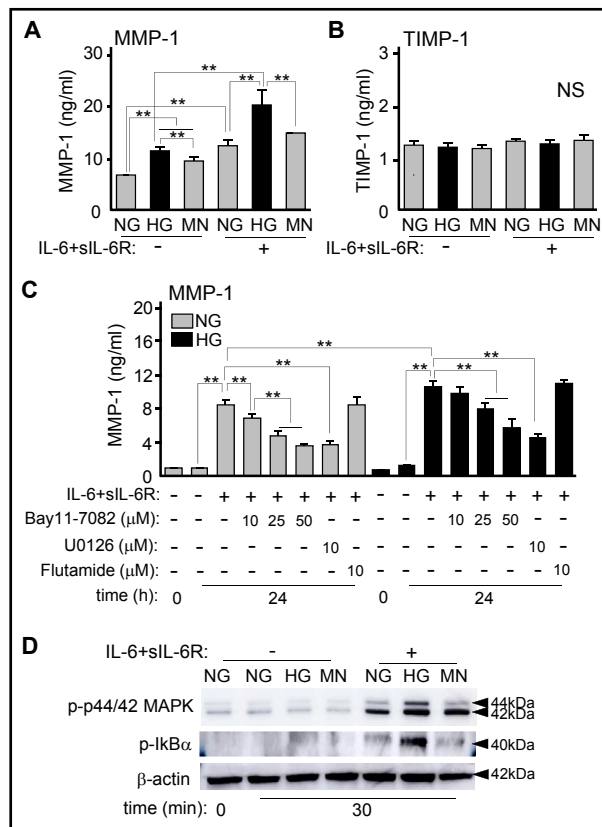 A
MMP-1
MMP-1 (ng/ml)
30
20
10
0
** ** ** ** ** ** **
NG HG MN NG HG MN
IL-6+sIL-6R: - +
B
TIMP-1
TIMP-1 (ng/ml)
3
2
1
0
NS
NG HG MN NG HG MN
IL-6+sIL-6R: - +
C
MMP-1
NG
HG
MMP-1 (ng/ml)
20
16
12
8
4
0
** ** ** ** ** ** ** **
IL-6+sIL-6R: - - + + + + + + - - + + + + + +
Bay11-7082 (μM) - - - 10 25 50 - - - - - 10 25 50 - -
U0126 (μM) - - - - - - 10 - - - - - - - 10 -
Flutamide (μM) - - - - - - - 10 - - - - - - - 10
time (h) 0 24 0 24
D
IL-6+sIL-6R: - +
NG NG HG MN NG HG MN
p-p44/42 MAPK 44kDa
42kDa
p-IkBα 40kDa
β-actin 42kDa
time (min): 0 30